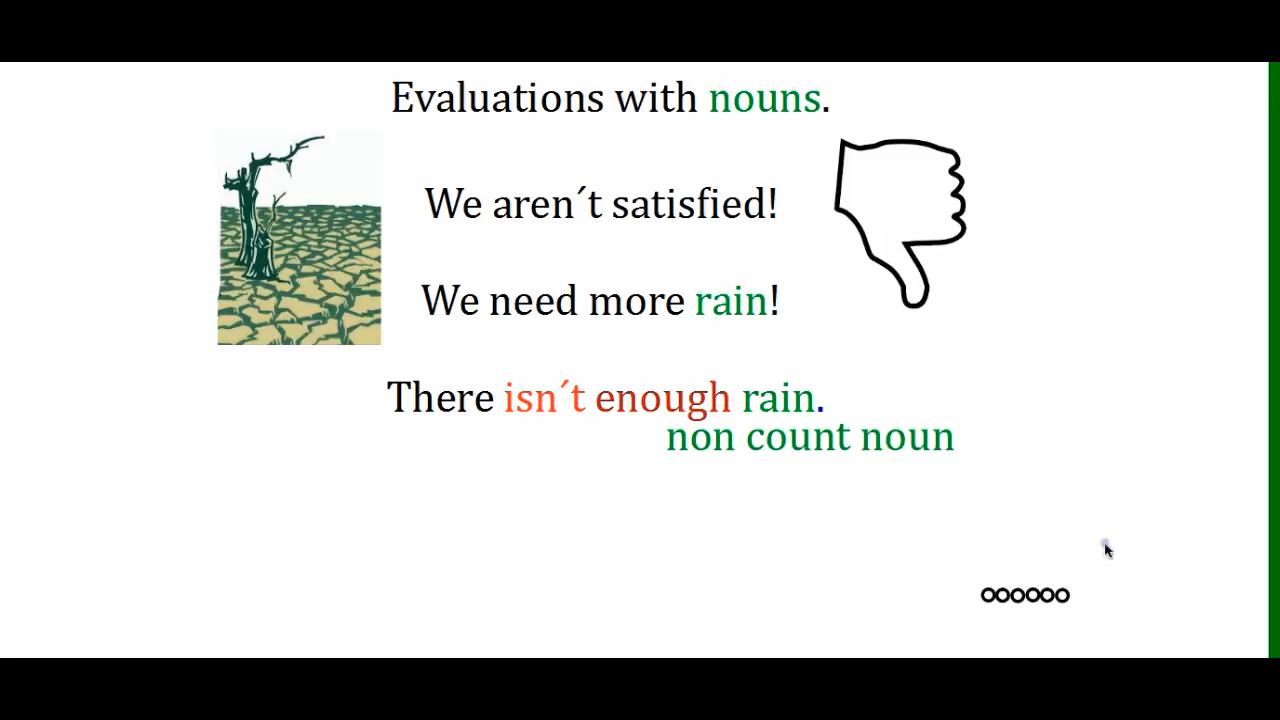 Evaluations with nouns.
We aren´t satisfied!
We need more rain!
There isn´t enough rain.
non count noun